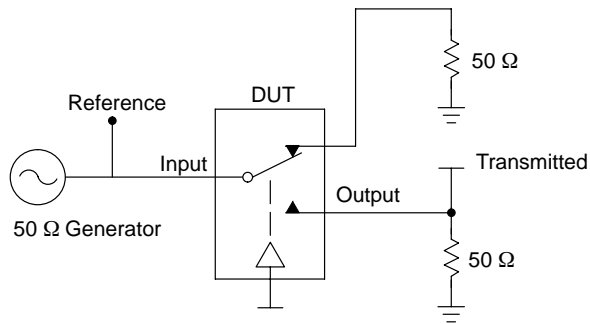 50 Ω
DUT
Reference
Input
Transmitted
Output
50 Ω Generator
50 Ω